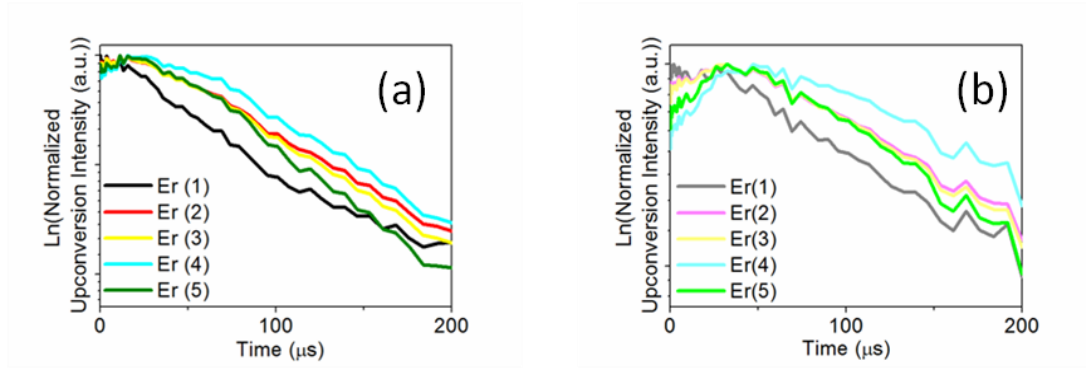 (a)
Ln(Normalized
Upconversion Intensity (a.u.))
Er (1)
Er (2)
Er (3)
Er (4)
Er (5)
0
100
200
Time (μs)
(b)
Ln(Normalized
Upconversion Intensity (a.u.))
Er(1)
Er(2)
Er(3)
Er(4)
Er(5)
0
100
200
Time (μs)